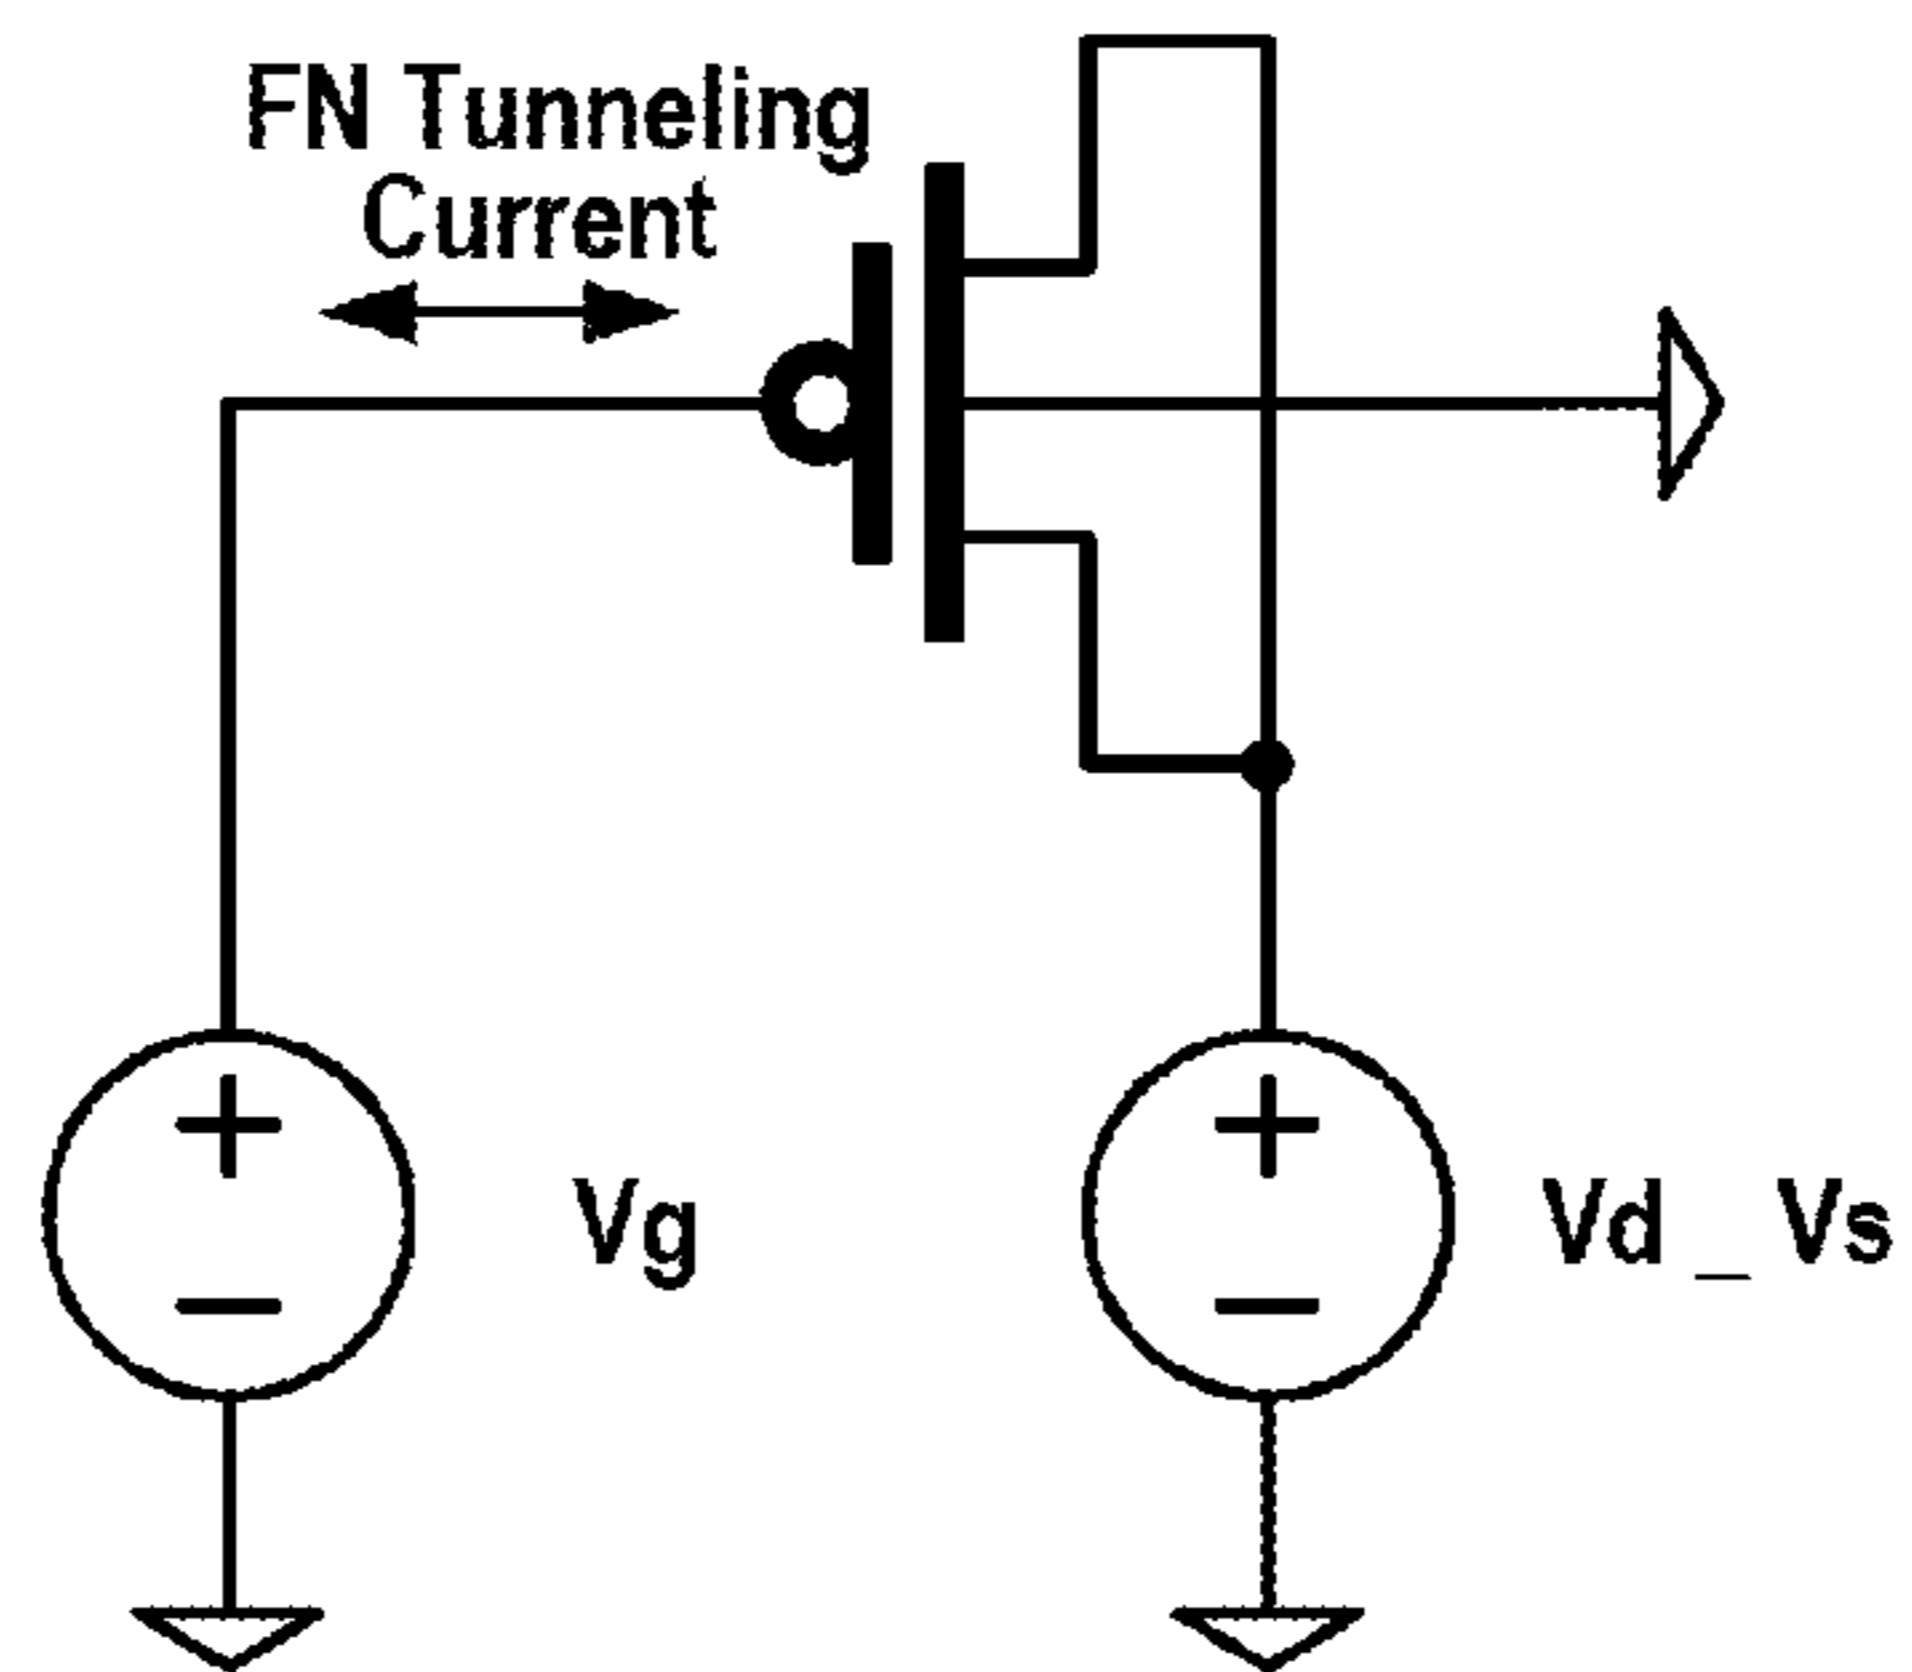 FN Tunneling
Current
+
+
Vg
Vd _ Vs
−
−